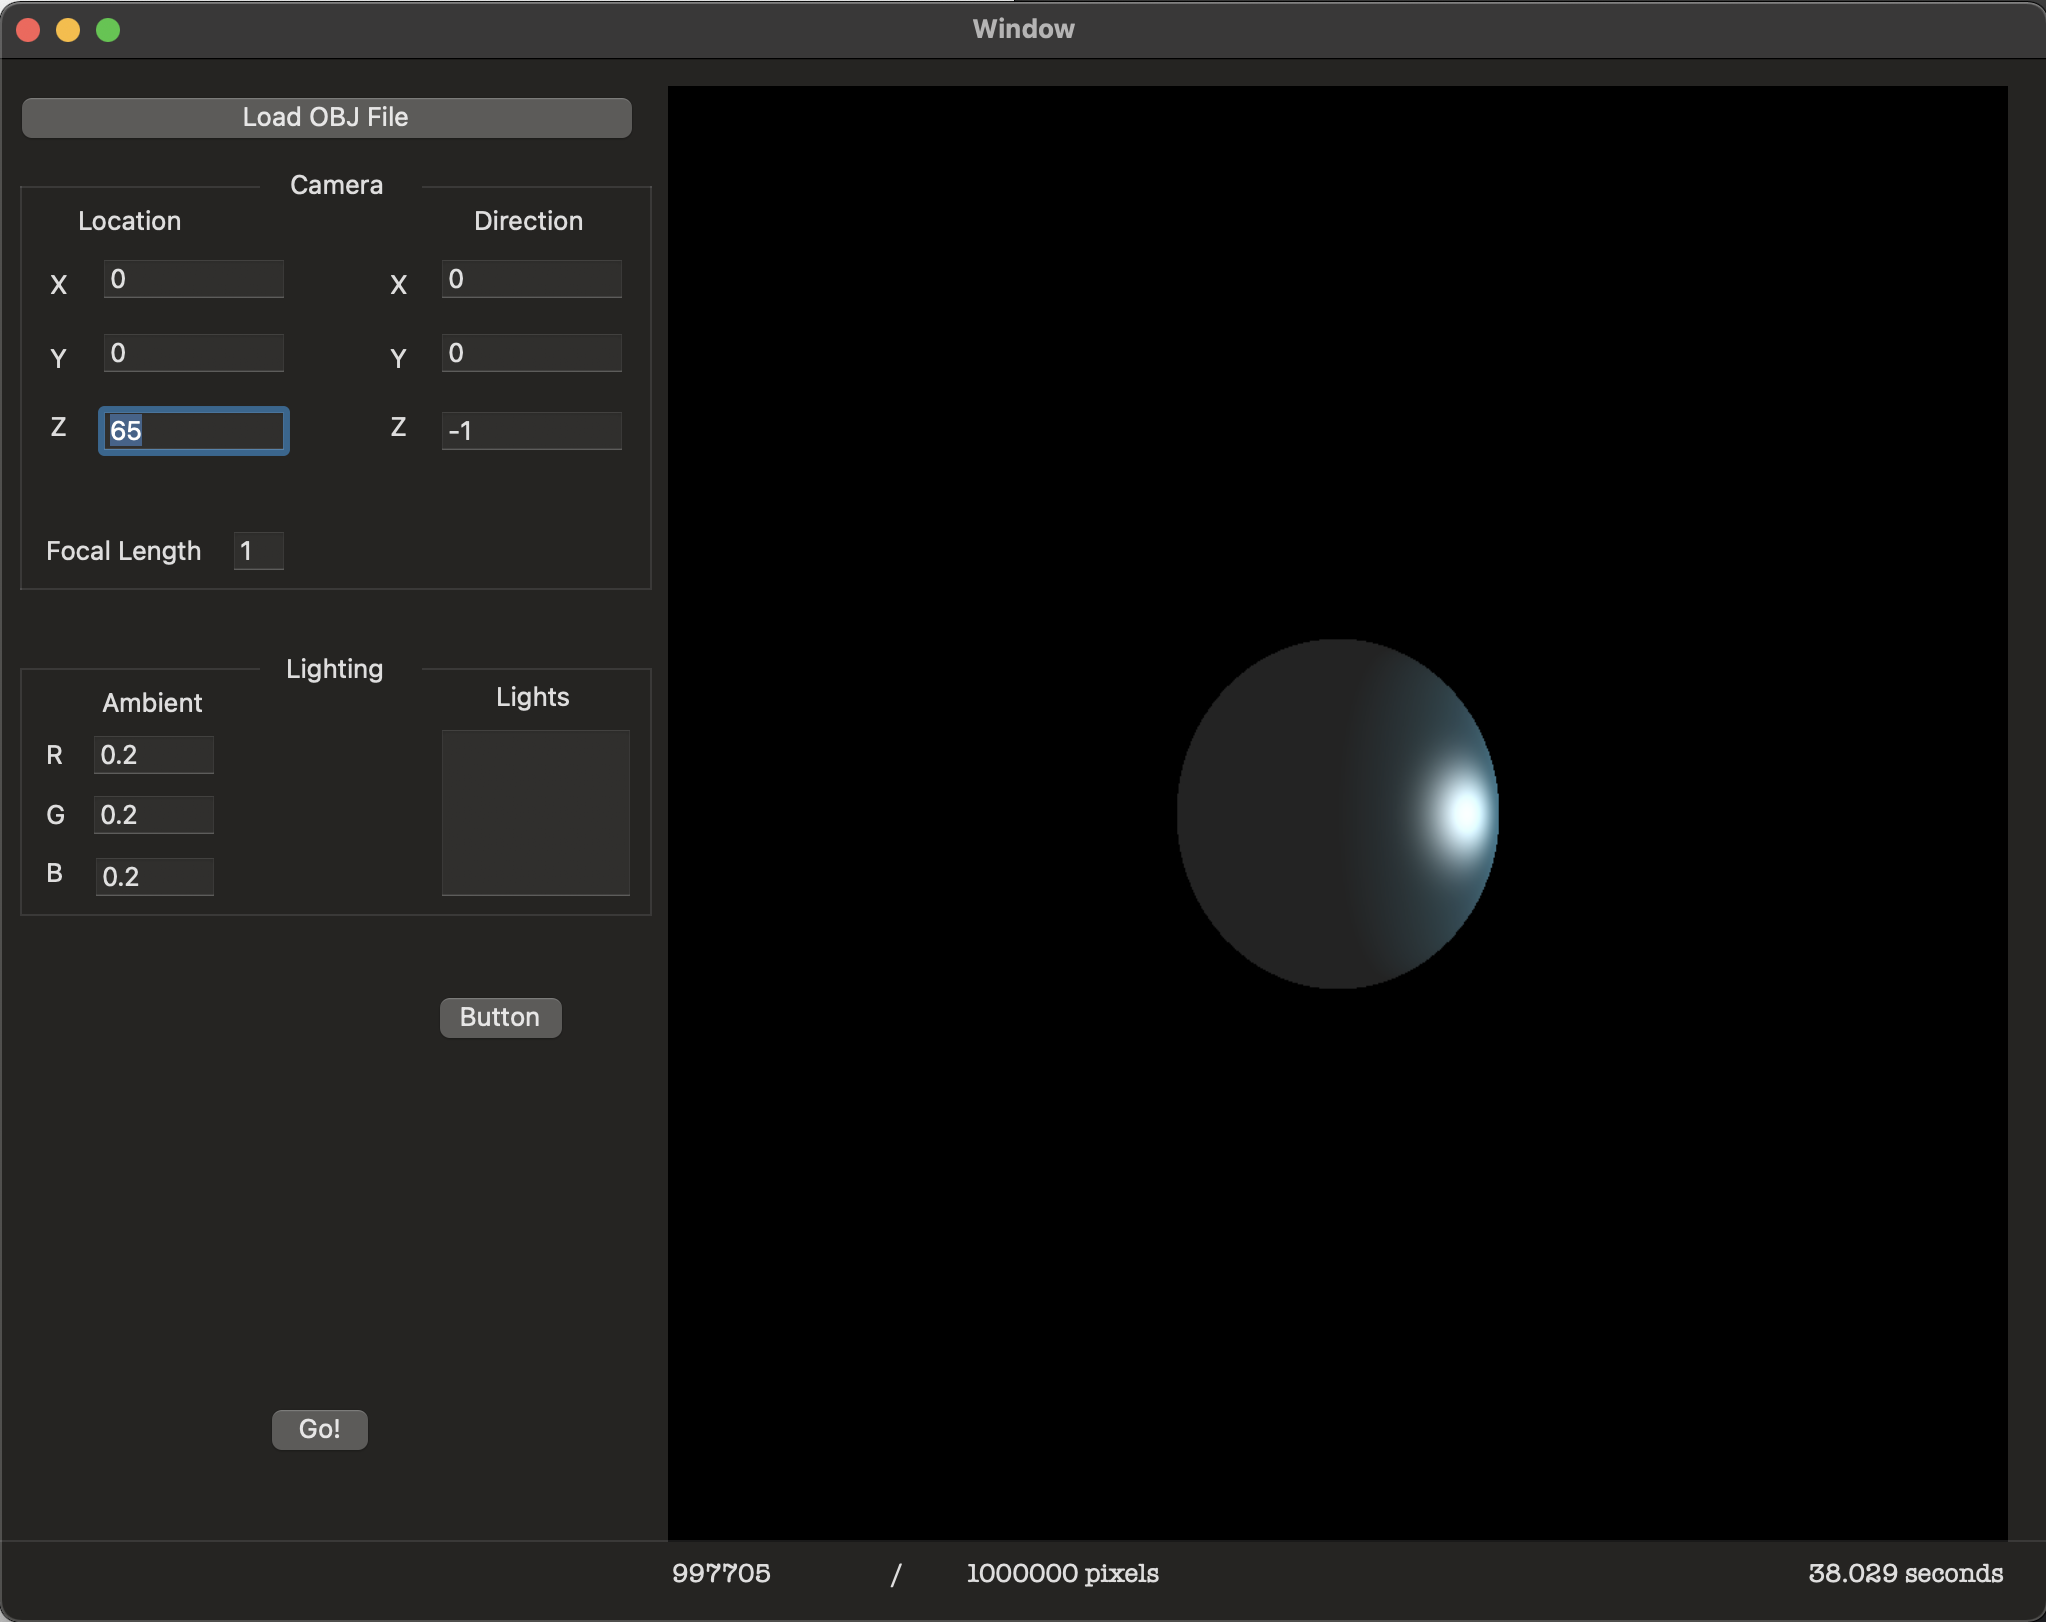 Window
Load OBJ File
Camera
Location Direction
X 0 X 0
Y 0 Y 0
Z 65 Z -1
Focal Length 1
Lighting
Ambient Lights
R 0.2
G 0.2
B 0.2
Button
Go!
997705 / 1000000 pixels 38.029 seconds